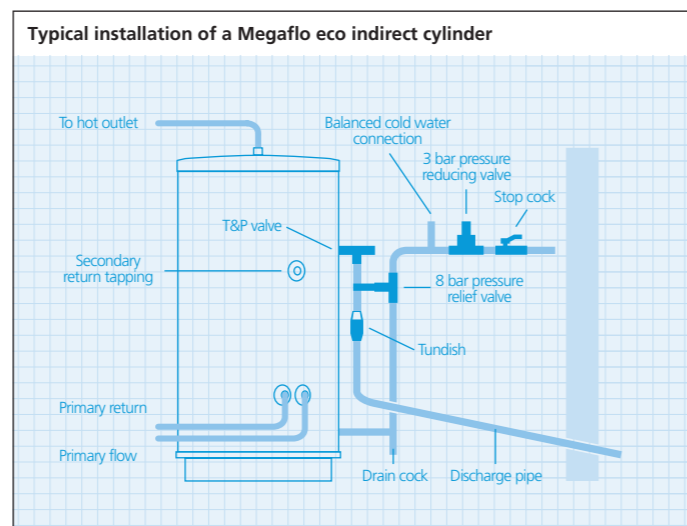 Typical installation of a Megaflo eco indirect cylinder
To hot outlet
Balanced cold water
connection
3 bar pressure
reducing valve
Stop cock
T&P valve
Secondary
return tapping
8 bar pressure
relief valve
Tundish
Primary return
Primary flow
Drain cock
Discharge pipe